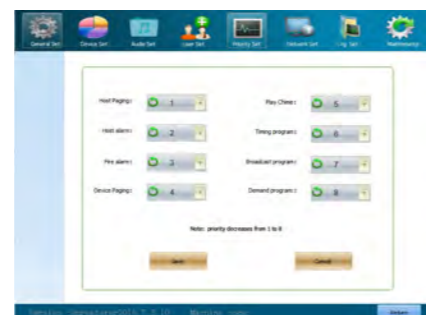 General Set Device Set Audio Set User Set Priority Set Network Set Log Set Maintenance
Host Paging: 1 Play Chime: 5
Host alarm: 2 Timing program: 6
Fire alarm: 3 Broadcast program: 7
Device Paging: 4 Demand program: 8
Note: priority decreases from 1 to 8
Save Cancel
Return